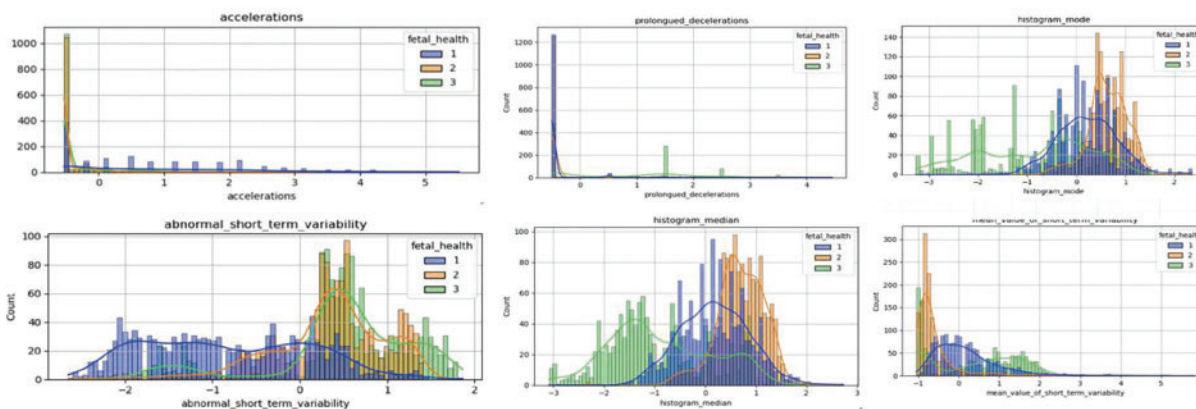 accelerations
fetal_health
1
2
3
1000
800
600
400
200
0
0 1 2 3 4 5
accelerations
prolongued_decelerations
fetal_health
1
2
3
1200
1000
800
600
400
200
0
Count
0 1 2 3 4
prolongued_decelerations
histogram_mode
fetal_health
1
2
3
140
120
100
80
60
40
20
0
Count
−3 −2 −1 0 1 2
histogram_mode
abnormal_short_term_variability
fetal_health
1
2
3
100
80
60
40
20
0
Count
−2 −1 0 1 2
abnormal_short_term_variability
histogram_median
fetal_health
1
2
3
100
80
60
40
20
0
Count
−3 −2 −1 0 1 2 3
histogram_median
mean_value_of_short_term_variability
fetal_health
1
2
3
300
250
200
150
100
50
0
Count
−1 0 1 2 3 4 5
mean_value_of_short_term_variability